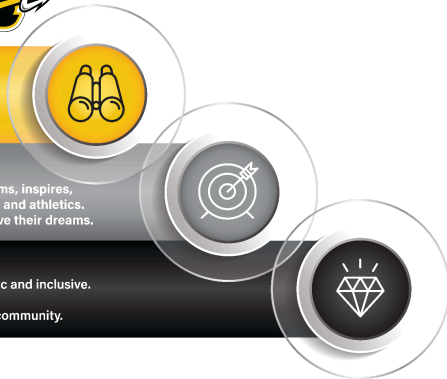 ms, inspires,
and athletics.
ve their dreams.
c and inclusive.
community.